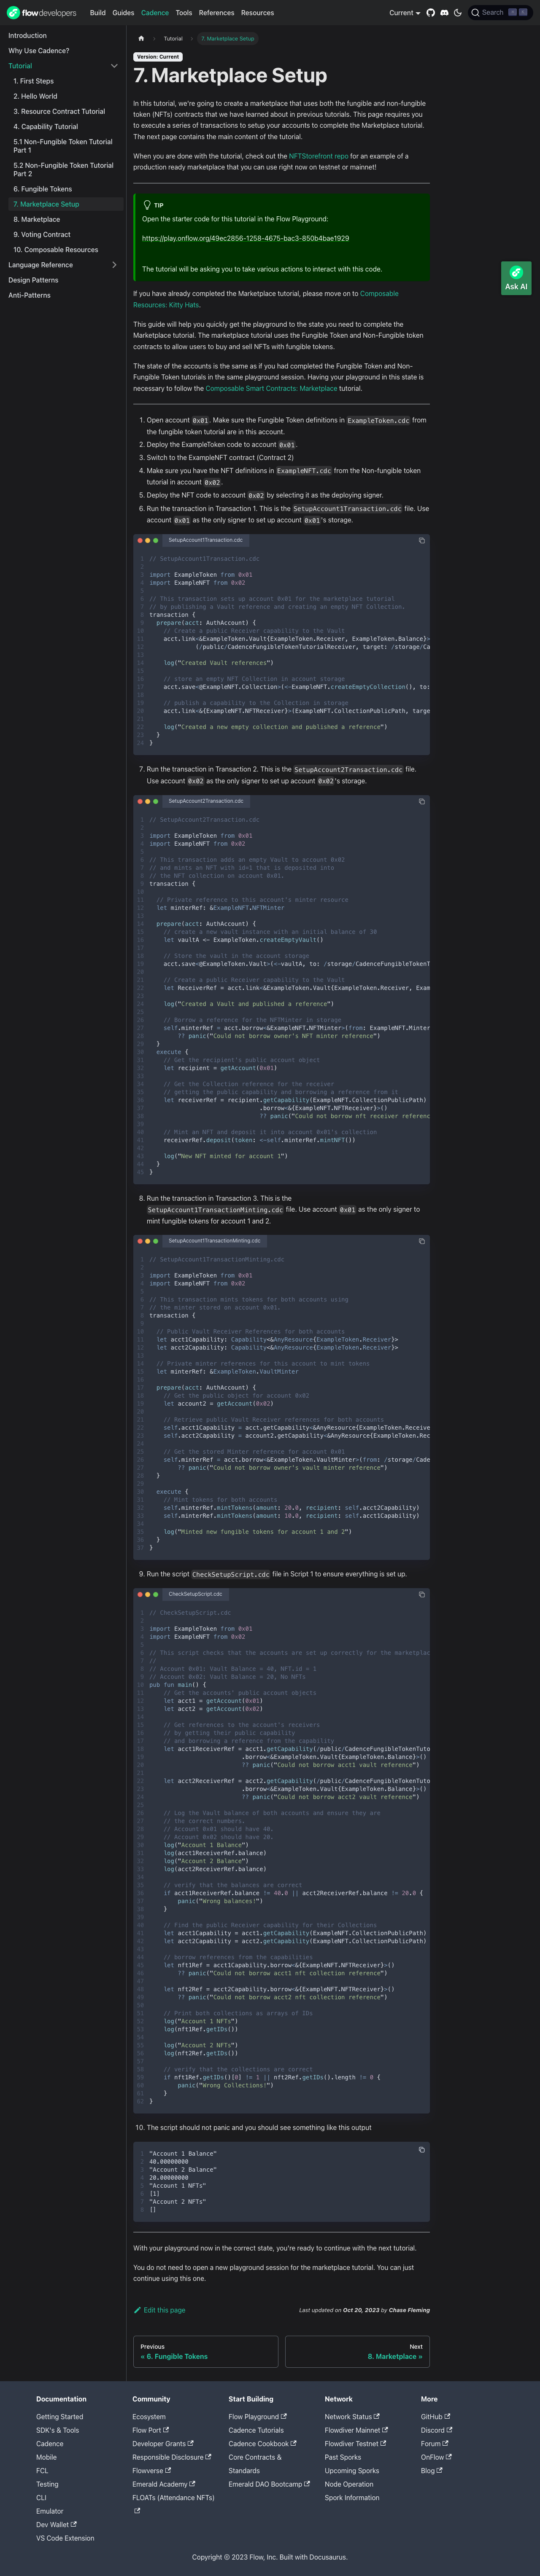 flow developers
Build Guides Cadence Tools References Resources
Current
Search
Introduction
Why Use Cadence?
Tutorial
1. First Steps
2. Hello World
3. Resource Contract Tutorial
4. Capability Tutorial
5.1 Non-Fungible Token Tutorial
Part 1
5.2 Non-Fungible Token Tutorial
Part 2
6. Fungible Tokens
7. Marketplace Setup
8. Marketplace
9. Voting Contract
10. Composable Resources
Language Reference
Design Patterns
Anti-Patterns
Tutorial
7. Marketplace Setup
Version: Current
7. Marketplace Setup
In this tutorial, we're going to create a marketplace that uses both the fungible and non-fungible
token (NFTs) contracts that we have learned about in previous tutorials. This page requires you
to execute a series of transactions to setup your accounts to complete the Marketplace tutorial.
The next page contains the main content of the tutorial.
When you are done with the tutorial, check out the NFTStorefront repo for an example of a
production ready marketplace that you can use right now on testnet or mainnet!
TIP
Open the starter code for this tutorial in the Flow Playground:
https://play.onflow.org/49ec2856-1258-4675-bac3-850b4bae1929
The tutorial will be asking you to take various actions to interact with this code.
If you have already completed the Marketplace tutorial, please move on to Composable
Resources: Kitty Hats.
This guide will help you quickly get the playground to the state you need to complete the
Marketplace tutorial. The marketplace tutorial uses the Fungible Token and Non-Fungible token
contracts to allow users to buy and sell NFTs with fungible tokens.
The state of the accounts is the same as if you had completed the Fungible Token and Non-
Fungible Token tutorials in the same playground session. Having your playground in this state is
necessary to follow the Composable Smart Contracts: Marketplace tutorial.
1. Open account 0x01. Make sure the Fungible Token definitions in ExampleToken.cdc from
the fungible token tutorial are in this account.
2. Deploy the ExampleToken code to account 0x01.
3. Switch to the ExampleNFT contract (Contract 2)
4. Make sure you have the NFT definitions in ExampleNFT.cdc from the Non-fungible token
tutorial in account 0x02.
5. Deploy the NFT code to account 0x02 by selecting it as the deploying signer.
6. Run the transaction in Transaction 1. This is the SetupAccount1Transaction.cdc file. Use
account 0x01 as the only signer to set up account 0x01's storage.
SetupAccount1Transaction.cdc
// SetupAccount1Transaction.cdc
import ExampleToken from 0x01
import ExampleNFT from 0x02
// This transaction sets up account 0x01 for the marketplace tutorial
// by publishing a Vault reference and creating an empty NFT Collection.
transaction {
prepare(acct: AuthAccount) {
// Create a public Receiver capability to the Vault
acct.link<&ExampleToken.Vault{ExampleToken.Receiver, ExampleToken.Balance}>
(/public/CadenceFungibleTokenTutorialReceiver, target: /storage/Ca
log("Created Vault references")
// store an empty NFT Collection in account storage
acct.save<@ExampleNFT.Collection>(<-ExampleNFT.createEmptyCollection(), to:
// publish a capability to the Collection in storage
acct.link<&{ExampleNFT.NFTReceiver}>(ExampleNFT.CollectionPublicPath, targe
log("Created a new empty collection and published a reference")
}
}
7. Run the transaction in Transaction 2. This is the SetupAccount2Transaction.cdc file.
Use account 0x02 as the only signer to set up account 0x02's storage.
SetupAccount2Transaction.cdc
// SetupAccount2Transaction.cdc
import ExampleToken from 0x01
import ExampleNFT from 0x02
// This transaction adds an empty Vault to account 0x02
// and mints an NFT with id=1 that is deposited into
// the NFT collection on account 0x01.
transaction {
// Private reference to this account's minter resource
let minterRef: &ExampleNFT.NFTMinter
prepare(acct: AuthAccount) {
// create a new vault instance with an initial balance of 30
let vaultA <- ExampleToken.createEmptyVault()
// Store the vault in the account storage
acct.save<@ExampleToken.Vault>(<-vaultA, to: /storage/CadenceFungibleTokenT
// Create a public Receiver capability to the Vault
let ReceiverRef = acct.link<&ExampleToken.Vault{ExampleToken.Receiver, Exam
log("Created a Vault and published a reference")
// Borrow a reference for the NFTMinter in storage
self.minterRef = acct.borrow<&ExampleNFT.NFTMinter>(from: ExampleNFT.Minter
?? panic("Could not borrow owner's NFT minter reference")
}
execute {
// Get the recipient's public account object
let recipient = getAccount(0x01)
// Get the Collection reference for the receiver
// getting the public capability and borrowing a reference from it
let receiverRef = recipient.getCapability(ExampleNFT.CollectionPublicPath)
.borrow<&{ExampleNFT.NFTReceiver}>()
?? panic("Could not borrow nft receiver referenc
// Mint an NFT and deposit it into account 0x01's collection
receiverRef.deposit(token: <-self.minterRef.mintNFT())
log("New NFT minted for account 1")
}
}
8. Run the transaction in Transaction 3. This is the
SetupAccount1TransactionMinting.cdc file. Use account 0x01 as the only signer to
mint fungible tokens for account 1 and 2.
SetupAccount1TransactionMinting.cdc
// SetupAccount1TransactionMinting.cdc
import ExampleToken from 0x01
import ExampleNFT from 0x02
// This transaction mints tokens for both accounts using
// the minter stored on account 0x01.
transaction {
// Public Vault Receiver References for both accounts
let acct1Capability: Capability<&AnyResource{ExampleToken.Receiver}>
let acct2Capability: Capability<&AnyResource{ExampleToken.Receiver}>
// Private minter references for this account to mint tokens
let minterRef: &ExampleToken.VaultMinter
prepare(acct: AuthAccount) {
// Get the public object for account 0x02
let account2 = getAccount(0x02)
// Retrieve public Vault Receiver references for both accounts
self.acct1Capability = acct.getCapability<&AnyResource{ExampleToken.Receive
self.acct2Capability = account2.getCapability<&AnyResource{ExampleToken.Rec
// Get the stored Minter reference for account 0x01
self.minterRef = acct.borrow<&ExampleToken.VaultMinter>(from: /storage/Cade
?? panic("Could not borrow owner's vault minter reference")
}
execute {
// Mint tokens for both accounts
self.minterRef.mintTokens(amount: 20.0, recipient: self.acct2Capability)
self.minterRef.mintTokens(amount: 10.0, recipient: self.acct1Capability)
log("Minted new fungible tokens for account 1 and 2")
}
}
9. Run the script CheckSetupScript.cdc file in Script 1 to ensure everything is set up.
CheckSetupScript.cdc
// CheckSetupScript.cdc
import ExampleToken from 0x01
import ExampleNFT from 0x02
// This script checks that the accounts are set up correctly for the marketplac
//
// Account 0x01: Vault Balance = 40, NFT.id = 1
// Account 0x02: Vault Balance = 20, No NFTs
pub fun main() {
// Get the accounts' public account objects
let acct1 = getAccount(0x01)
let acct2 = getAccount(0x02)
// Get references to the account's receivers
// by getting their public capability
// and borrowing a reference from the capability
let acct1ReceiverRef = acct1.getCapability(/public/CadenceFungibleTokenTuto
.borrow<&ExampleToken.Vault{ExampleToken.Balance}>()
?? panic("Could not borrow acct1 vault reference")
let acct2ReceiverRef = acct2.getCapability(/public/CadenceFungibleTokenTuto
.borrow<&ExampleToken.Vault{ExampleToken.Balance}>()
?? panic("Could not borrow acct2 vault reference")
// Log the Vault balance of both accounts and ensure they are
// the correct numbers.
// Account 0x01 should have 40.
// Account 0x02 should have 20.
log("Account 1 Balance")
log(acct1ReceiverRef.balance)
log("Account 2 Balance")
log(acct2ReceiverRef.balance)
// verify that the balances are correct
if acct1ReceiverRef.balance != 40.0 || acct2ReceiverRef.balance != 20.0 {
panic("Wrong balances!")
}
// Find the public Receiver capability for their Collections
let acct1Capability = acct1.getCapability(ExampleNFT.CollectionPublicPath)
let acct2Capability = acct2.getCapability(ExampleNFT.CollectionPublicPath)
// borrow references from the capabilities
let nft1Ref = acct1Capability.borrow<&{ExampleNFT.NFTReceiver}>()
?? panic("Could not borrow acct1 nft collection reference")
let nft2Ref = acct2Capability.borrow<&{ExampleNFT.NFTReceiver}>()
?? panic("Could not borrow acct2 nft collection reference")
// Print both collections as arrays of IDs
log("Account 1 NFTs")
log(nft1Ref.getIDs())
log("Account 2 NFTs")
log(nft2Ref.getIDs())
// verify that the collections are correct
if nft1Ref.getIDs()[0] != 1 || nft2Ref.getIDs().length != 0 {
panic("Wrong Collections!")
}
}
10. The script should not panic and you should see something like this output
"Account 1 Balance"
40.00000000
"Account 2 Balance"
20.00000000
"Account 1 NFTs"
[1]
"Account 2 NFTs"
[]
With your playground now in the correct state, you're ready to continue with the next tutorial.
You do not need to open a new playground session for the marketplace tutorial. You can just
continue using this one.
Edit this page
Last updated on Oct 20, 2023 by Chase Fleming
Previous
« 6. Fungible Tokens
Next
8. Marketplace »
Ask AI
Documentation
Getting Started
SDK's & Tools
Cadence
Mobile
FCL
Testing
CLI
Emulator
Dev Wallet
VS Code Extension
Community
Ecosystem
Flow Port
Developer Grants
Responsible Disclosure
Flowverse
Emerald Academy
FLOATs (Attendance NFTs)
Start Building
Flow Playground
Cadence Tutorials
Cadence Cookbook
Core Contracts &
Standards
Emerald DAO Bootcamp
Network
Network Status
Flowdiver Mainnet
Flowdiver Testnet
Past Sporks
Upcoming Sporks
Node Operation
Spork Information
More
GitHub
Discord
Forum
OnFlow
Blog
Copyright © 2023 Flow, Inc. Built with Docusaurus.